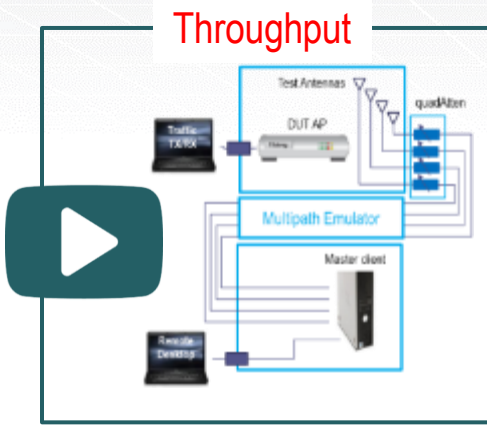 Throughput
Test Antennas
quadAtten
DUT AP
Traffic
TX/RX
Multipath Emulator
Master client
Remote
Desktop